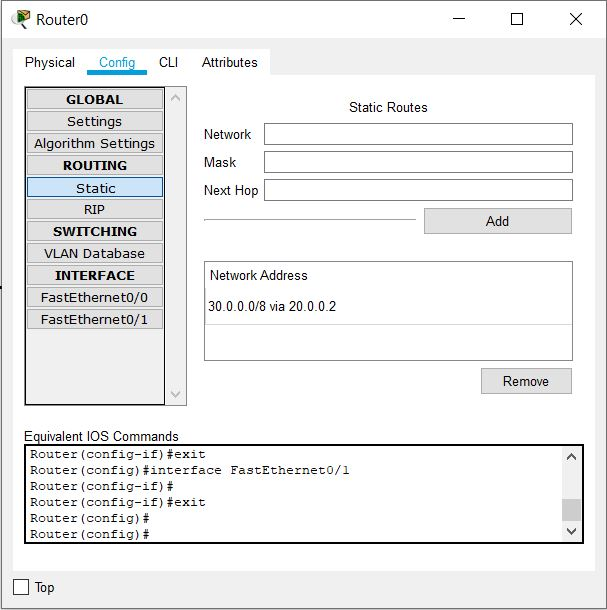 Router0
Physical Config CLI Attributes
GLOBAL
Settings
Algorithm Settings
ROUTING
Static
RIP
SWITCHING
VLAN Database
INTERFACE
FastEthernet0/0
FastEthernet0/1
Static Routes
Network
Mask
Next Hop
Add
Network Address
30.0.0.0/8 via 20.0.0.2
Remove
Equivalent IOS Commands
Router(config-if)#exit
Router(config)#interface FastEthernet0/1
Router(config-if)#
Router(config-if)#exit
Router(config)#
Router(config)#
Top